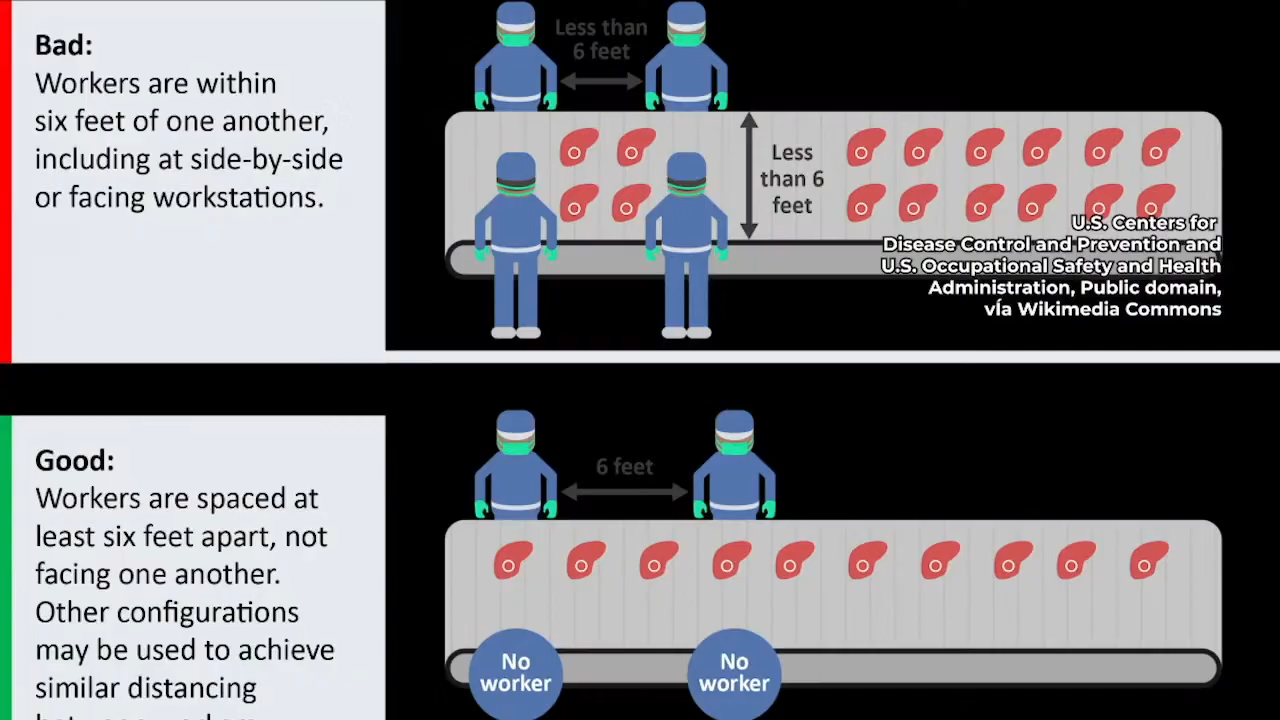 Bad:
Workers are within
six feet of one another,
including at side-by-side
or facing workstations.
Less than
6 feet
Less
than 6
feet
U.S. Centers for
Disease Control and Prevention and
U.S. Occupational Safety and Health
Administration, Public domain,
vÍa Wikimedia Commons
Good:
Workers are spaced at
least six feet apart, not
facing one another.
Other configurations
may be used to achieve
similar distancing
6 feet
No
worker
No
worker